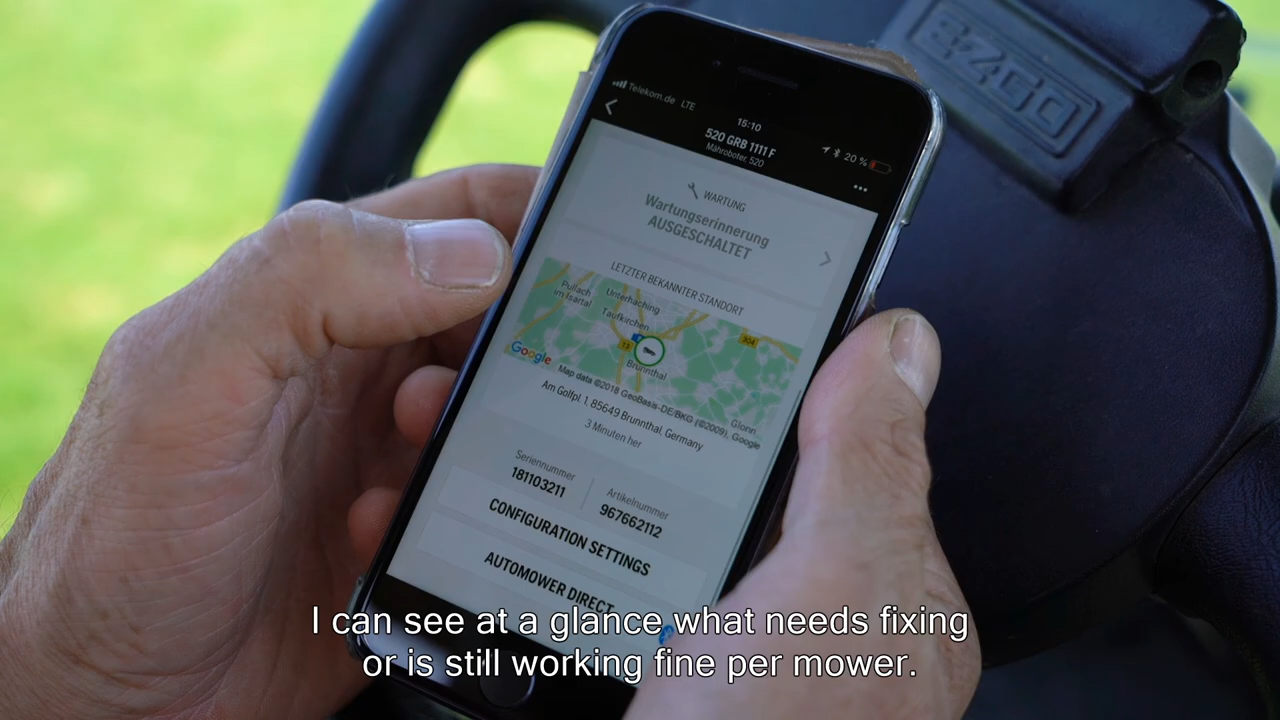 EZGO
Telekom.de LTE
15:10
20 %
520 GRB 1111 F
Mähroboter, 520
WARTUNG
Wartungserinnerung
AUSGESCHALTET
LETZTER BEKANNTER STANDORT
Pullach
im Isartal
Unterhaching
Taufkirchen
304
13
Brunnthal
Glonn
Google
Map data ©2018 GeoBasis-DE/BKG (©2009), Google
Am Golfpl. 1, 85649 Brunnthal, Germany
3 Minuten her
Seriennummer
181103211
Artikelnummer
967662112
CONFIGURATION SETTINGS
AUTOMOWER DIRECT
I can see at a glance what needs fixing
or is still working fine per mower.